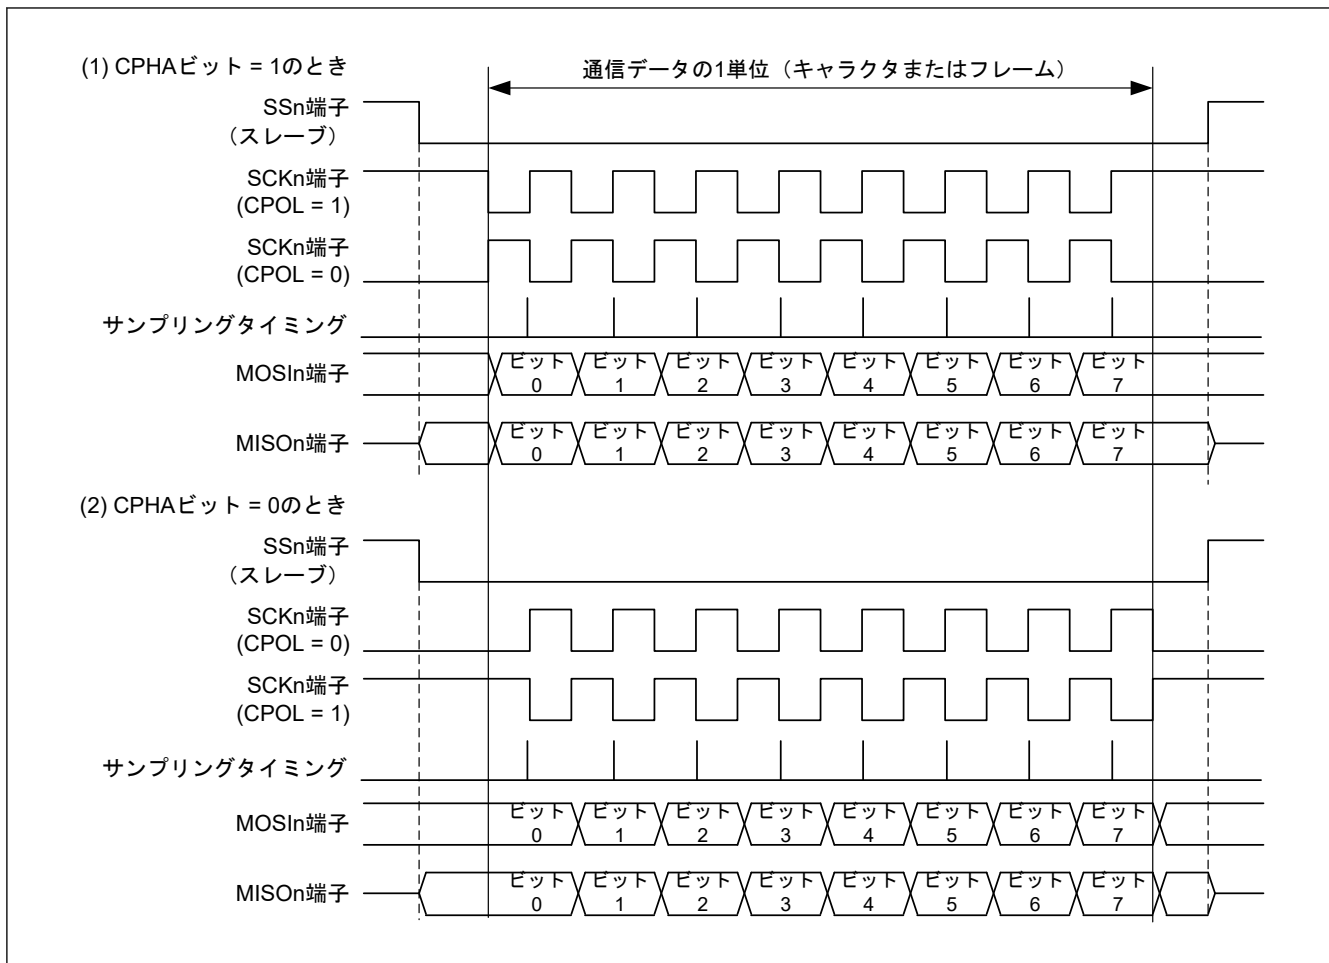 (1) CPHAビット = 1のとき
通信データの1単位（キャラクタまたはフレーム）
SSn端子
（スレーブ）
SCKn端子
(CPOL = 1)
SCKn端子
(CPOL = 0)
サンプリングタイミング
MOSIn端子
ビット ビット ビット ビット ビット ビット ビット ビット
0 1 2 3 4 5 6 7
MISOn端子
ビット ビット ビット ビット ビット ビット ビット ビット
0 1 2 3 4 5 6 7
(2) CPHAビット = 0のとき
SSn端子
（スレーブ）
SCKn端子
(CPOL = 0)
SCKn端子
(CPOL = 1)
サンプリングタイミング
MOSIn端子
ビット ビット ビット ビット ビット ビット ビット ビット
0 1 2 3 4 5 6 7
MISOn端子
ビット ビット ビット ビット ビット ビット ビット ビット
0 1 2 3 4 5 6 7